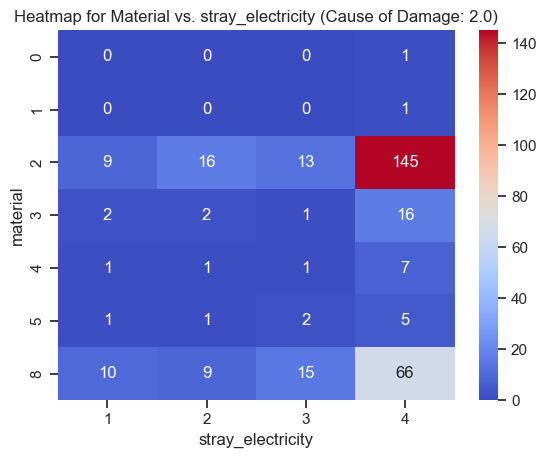 Heatmap for Material vs. stray_electricity (Cause of Damage: 2.0)
material
0 0 0 0 1
1 0 0 0 1
2 9 16 13 145
3 2 2 1 16
4 1 1 1 7
5 1 1 2 5
8 10 9 15 66
1 2 3 4
stray_electricity
140
120
100
80
60
40
20
0